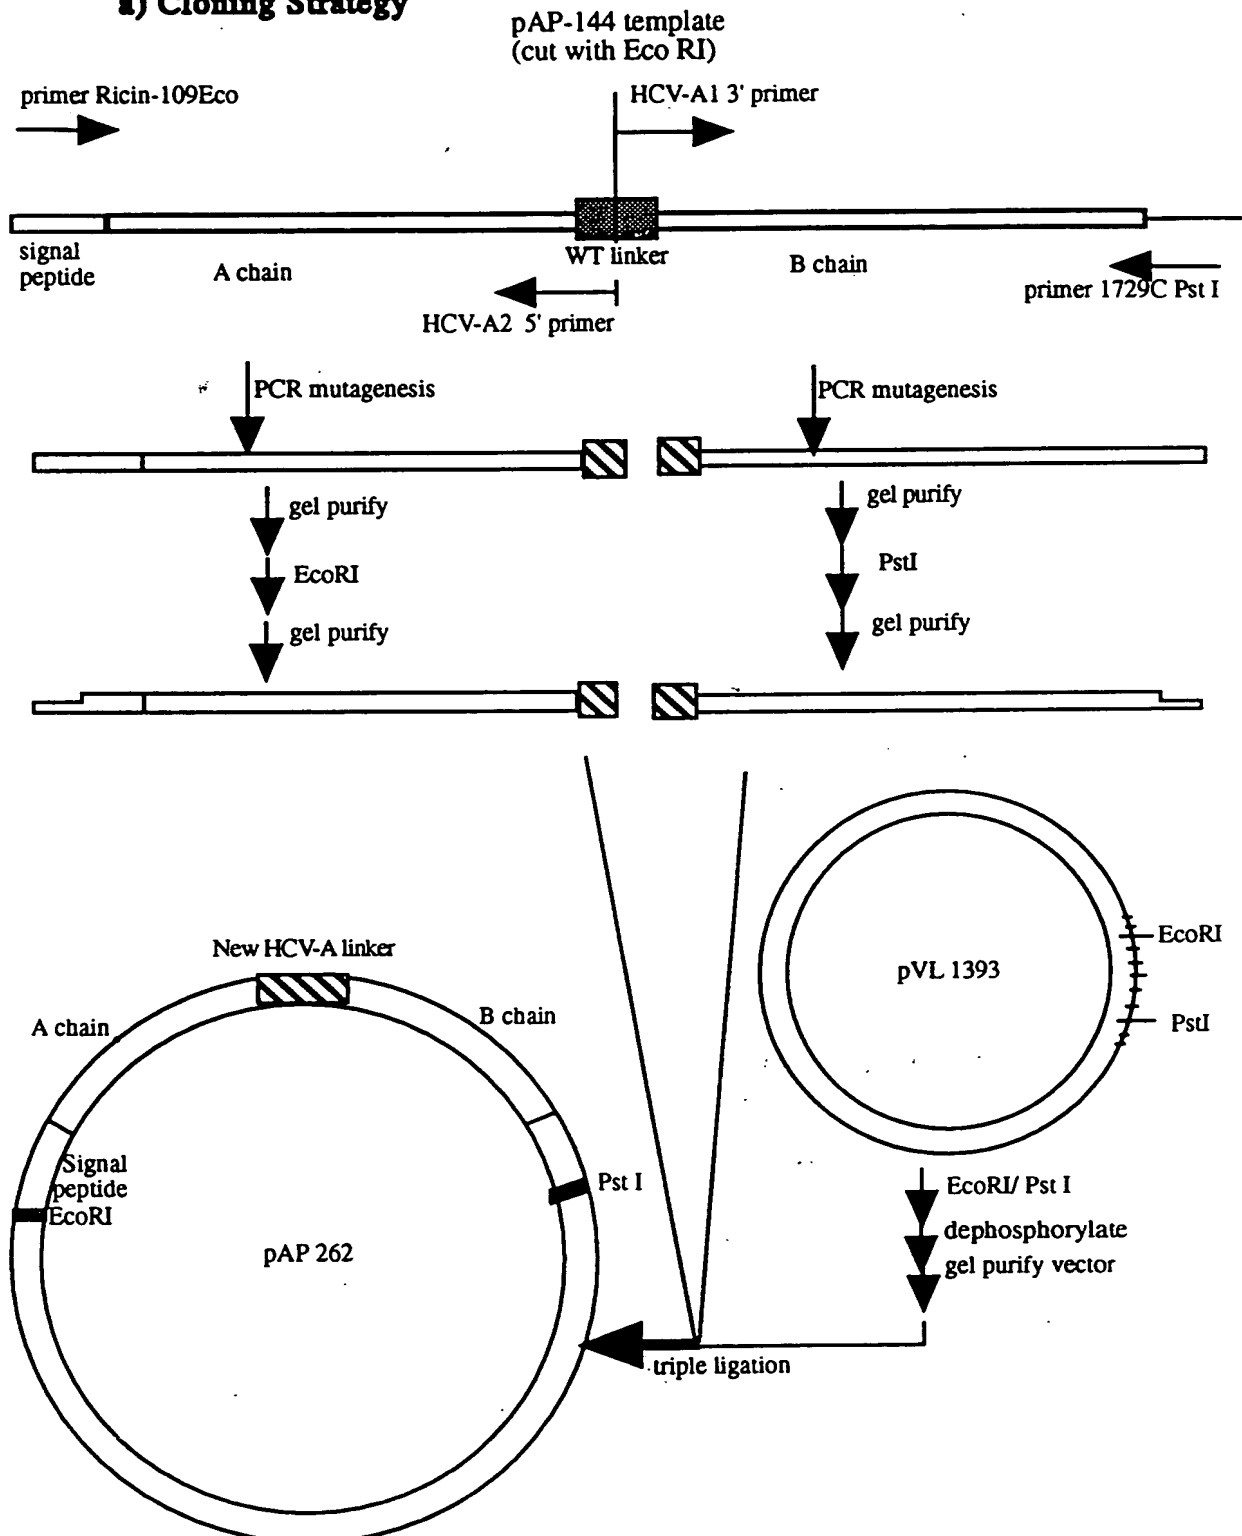 a) Cloning Strategy
pAP-144 template
(cut with Eco RI)
primer Ricin-109Eco
HCV-A1 3' primer
signal
peptide
A chain
WT linker
B chain
primer 1729C Pst I
HCV-A2 5' primer
PCR mutagenesis
PCR mutagenesis
gel purify
gel purify
EcoRI
PstI
gel purify
gel purify
New HCV-A linker
A chain
B chain
pVL 1393
EcoRI
PstI
Signal
peptide
EcoRI
Pst I
pAP 262
EcoRI/ Pst I
dephosphorylate
gel purify vector
triple ligation